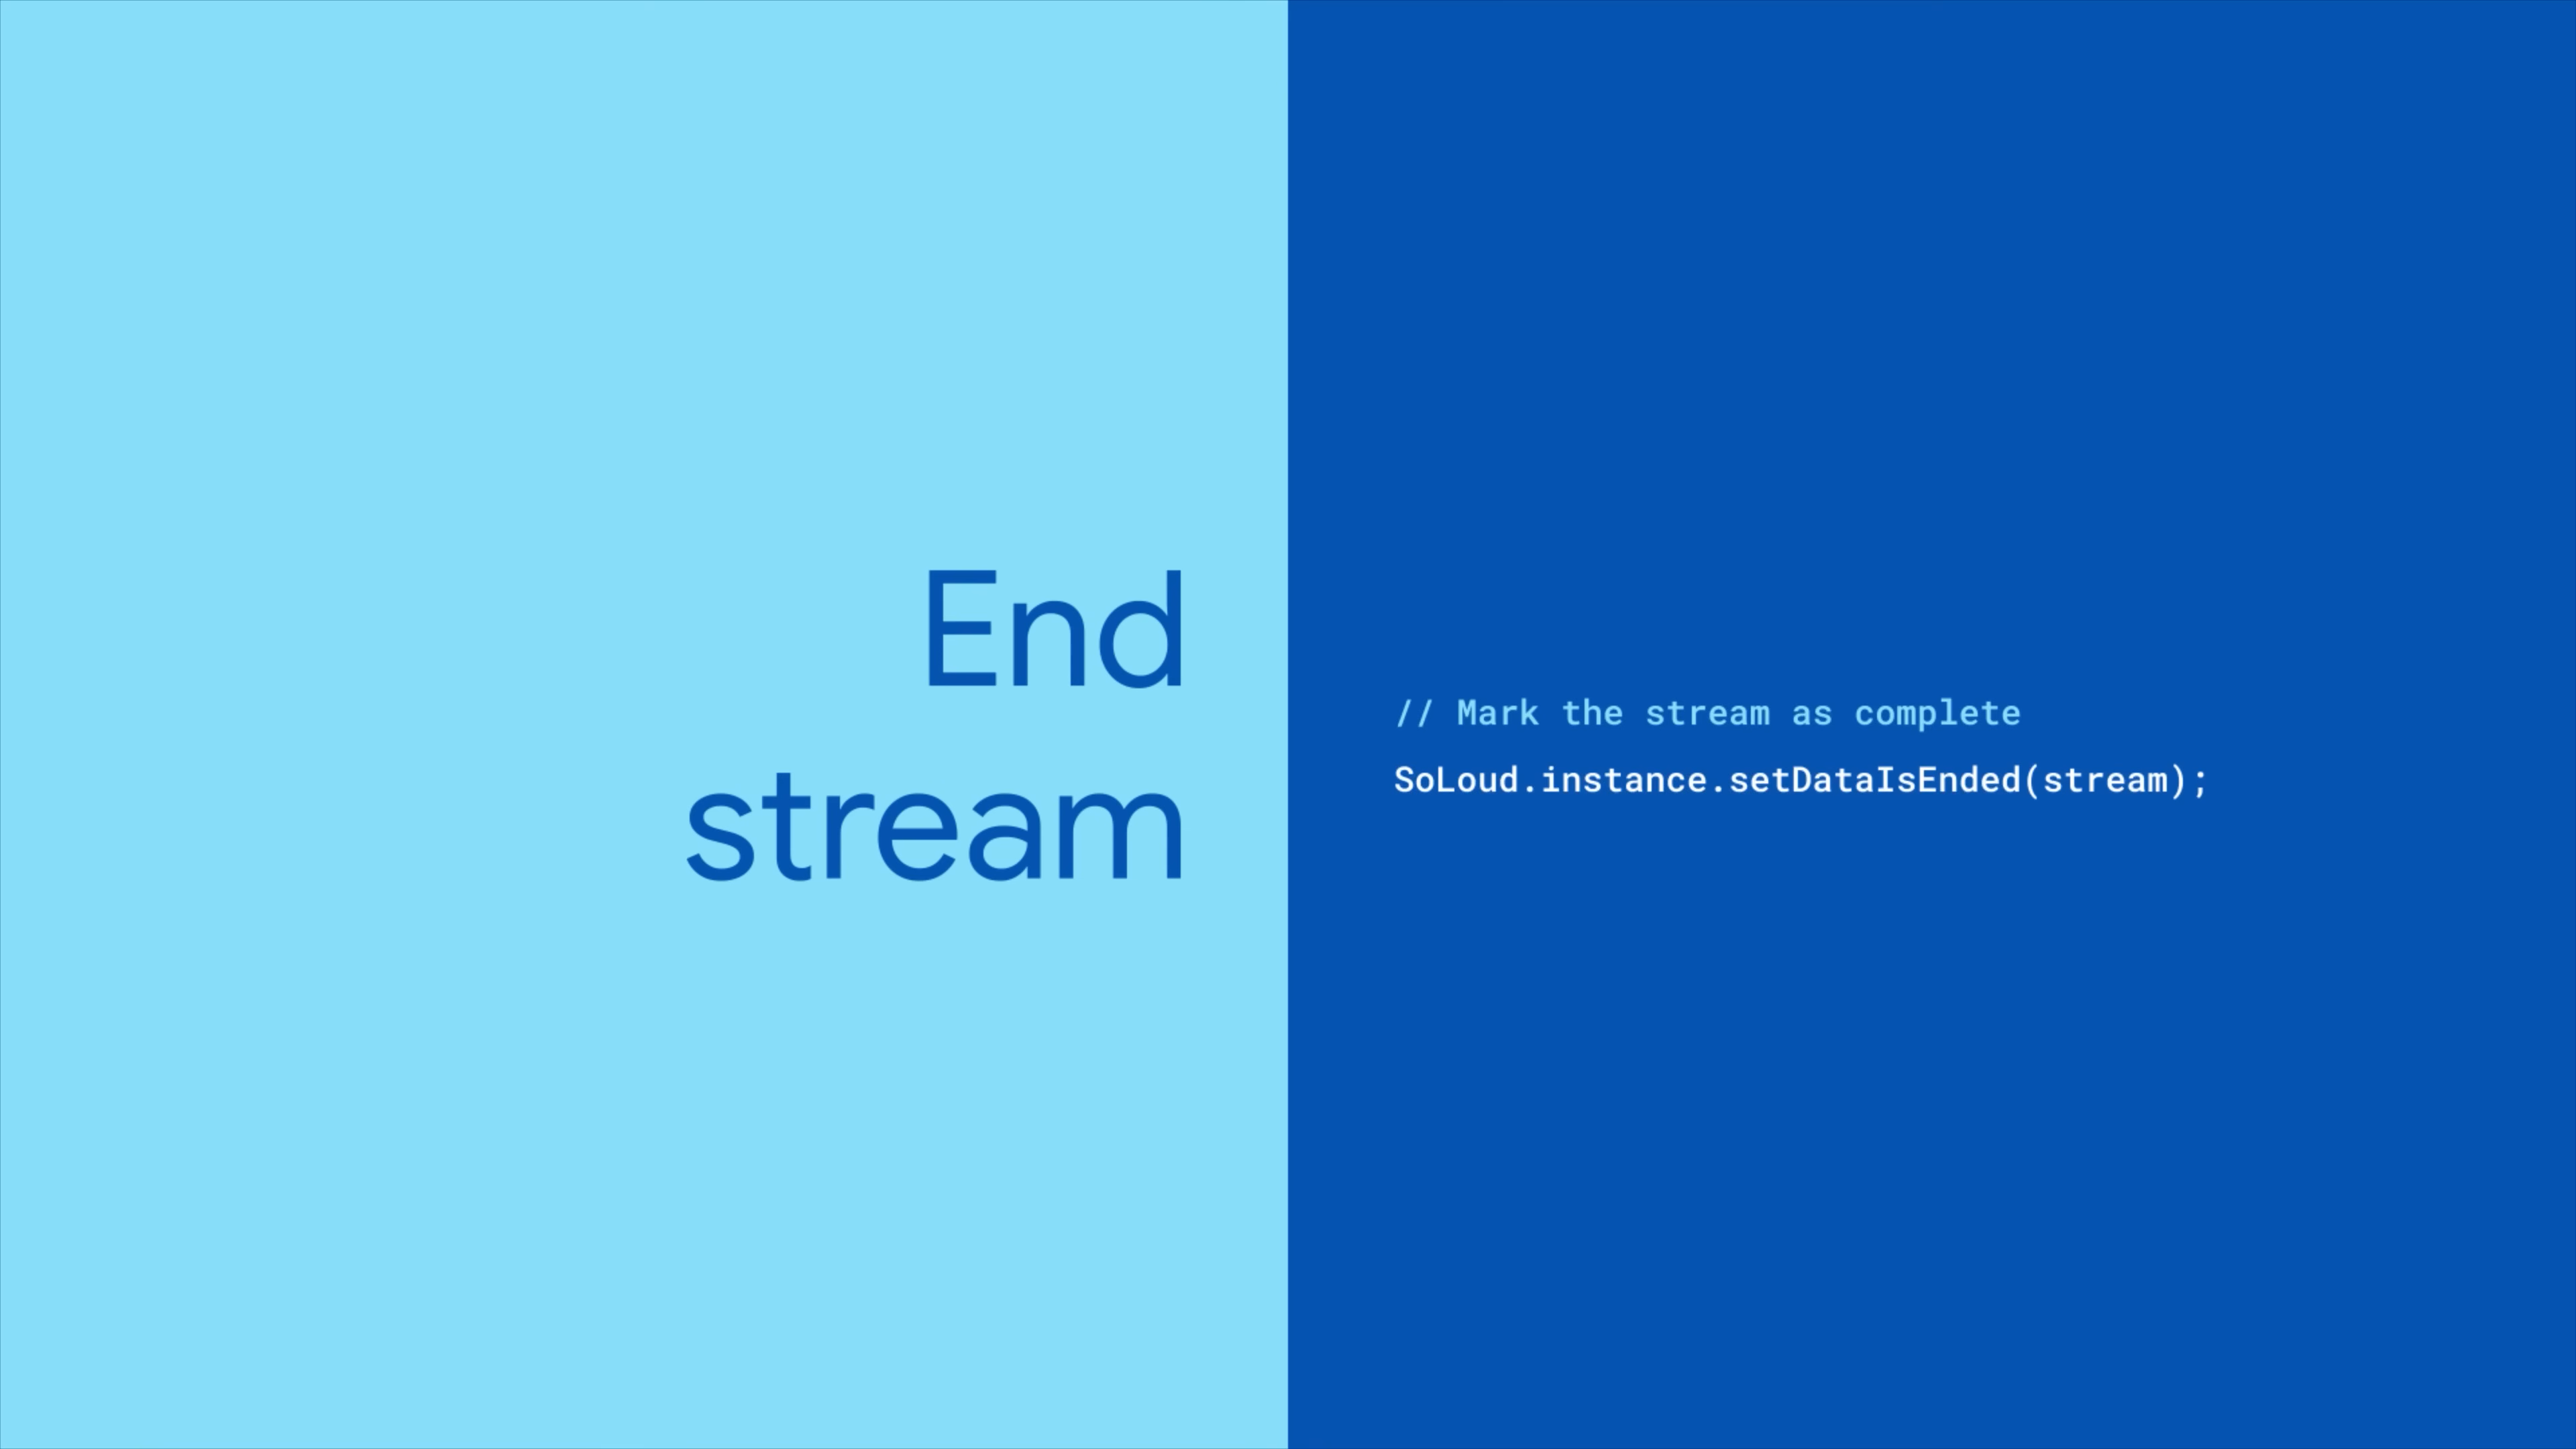 End
stream
// Mark the stream as complete
SoLoud.instance.setDataIsEnded(stream);